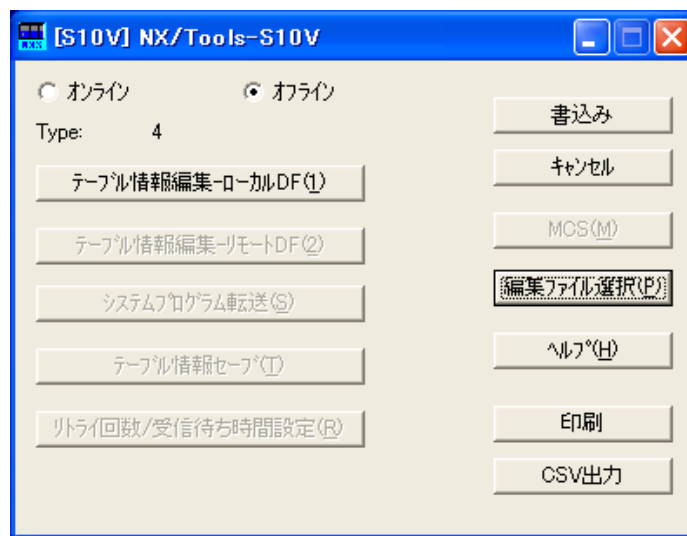 [S10V] NX/Tools-S10V
NXS
オンライン
オフライン
Type: 4
テーブル情報編集-ローカルDF(1)
テーブル情報編集-リモートDF(2)
システムプログラム転送(S)
テーブル情報セーブ(T)
リトライ回数/受信待ち時間設定(R)
書込み
キャンセル
MCS(M)
編集ファイル選択(P)
ヘルプ(H)
印刷
CSV出力